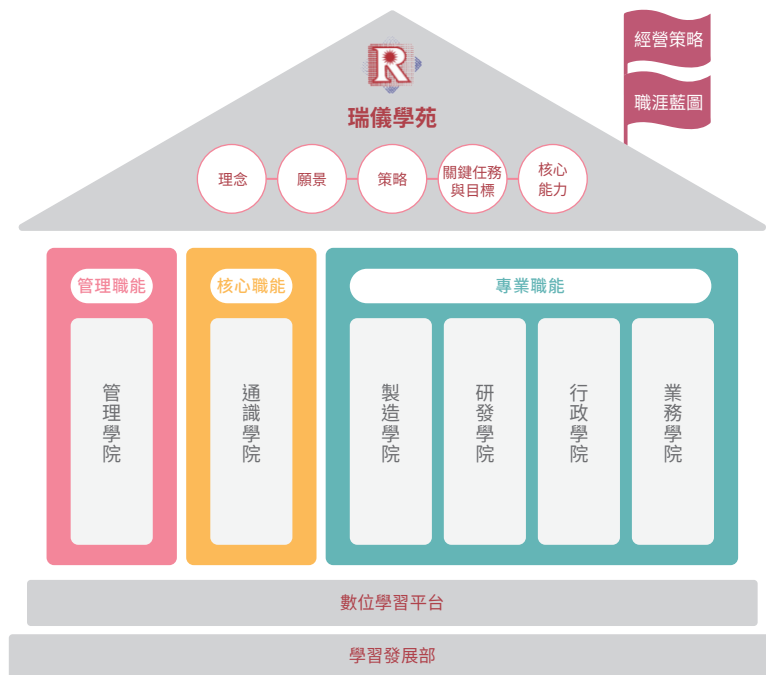 經營策略
職涯藍圖
R
瑞儀學苑
理念
願景
策略
關鍵任務
與目標
核心
能力
管理職能
核心職能
專業職能
管理學院
通識學院
製造學院
研發學院
行政學院
業務學院
數位學習平台
學習發展部